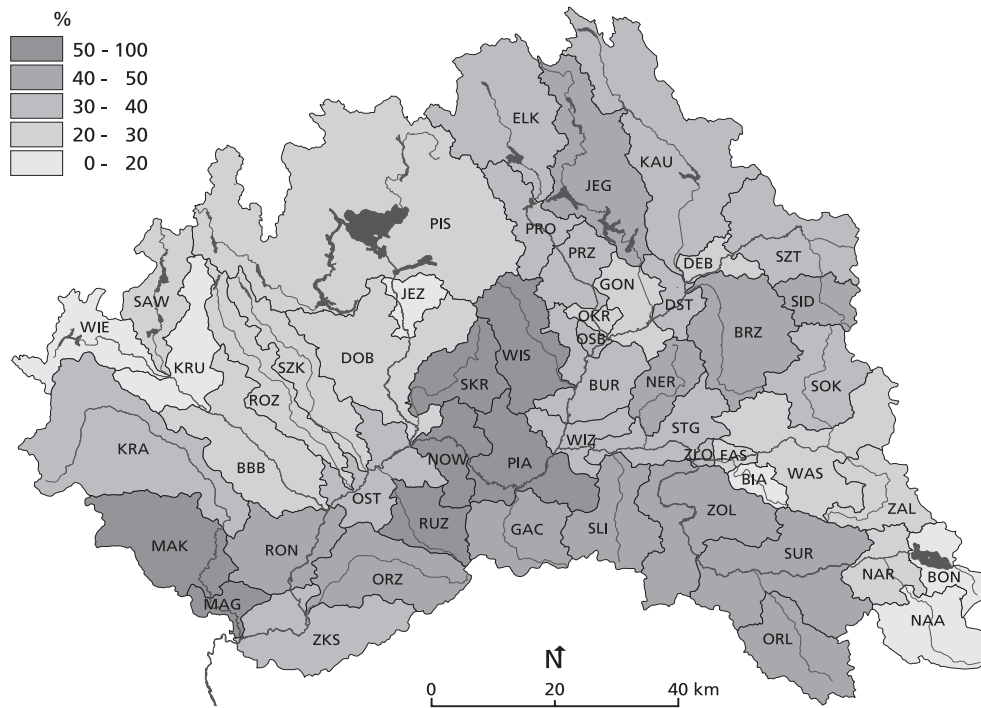 %
50 - 100
40 - 50
30 - 40
20 - 30
0 - 20
ELK
KAU
JEG
PIS
PRO
PRZ
DEB
SZT
GON
JEZ
SAW
DST
SID
WIE
OKR
BRZ
OSB
DOB
WIS
KRU
SZK
SKR
BUR
NER
SOK
ROZ
STG
KRA
WIZ
BBB
NOW
PIA
ZŁO
FAS
BIA
WAS
OST
ZAL
RUZ
GAC
SLI
ZOL
MAK
RON
SUR
ORZ
NAR
BON
MAG
NAA
ZKS
ORL
N
0 20 40 km